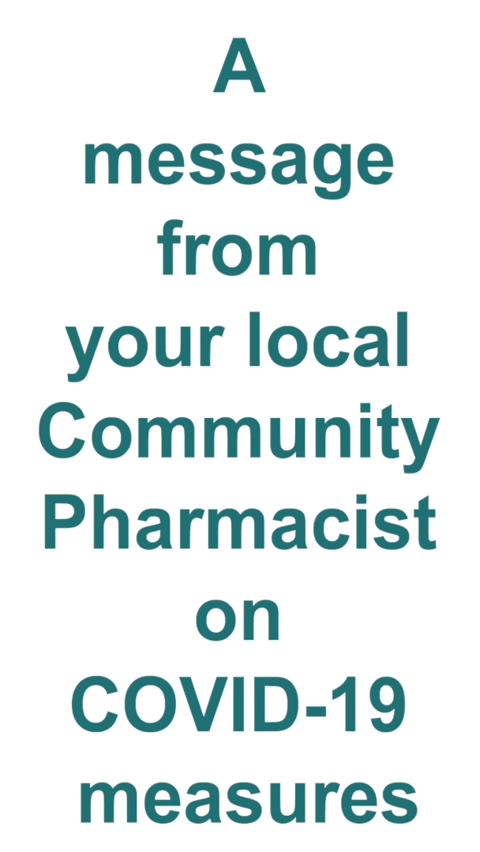 A
message
from
your local
Community
Pharmacist
on
COVID-19
measures